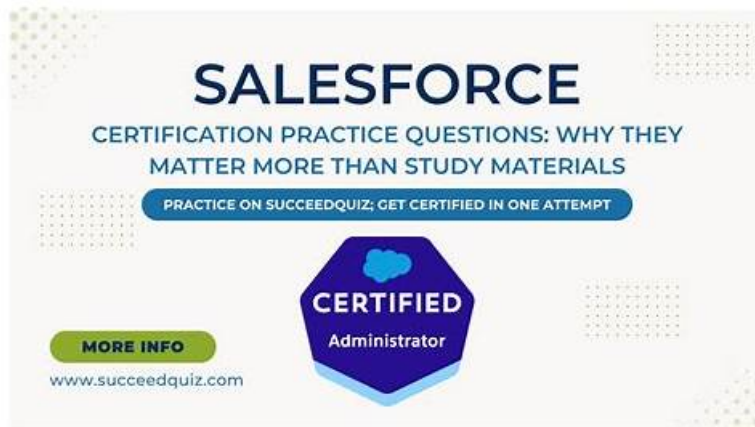 SALESFORCE
CERTIFICATION PRACTICE QUESTIONS: WHY THEY
MATTER MORE THAN STUDY MATERIALS
PRACTICE ON SUCCEEDQUIZ; GET CERTIFIED IN ONE ATTEMPT
CERTIFIED
Administrator
MORE INFO
www.succeedquiz.com